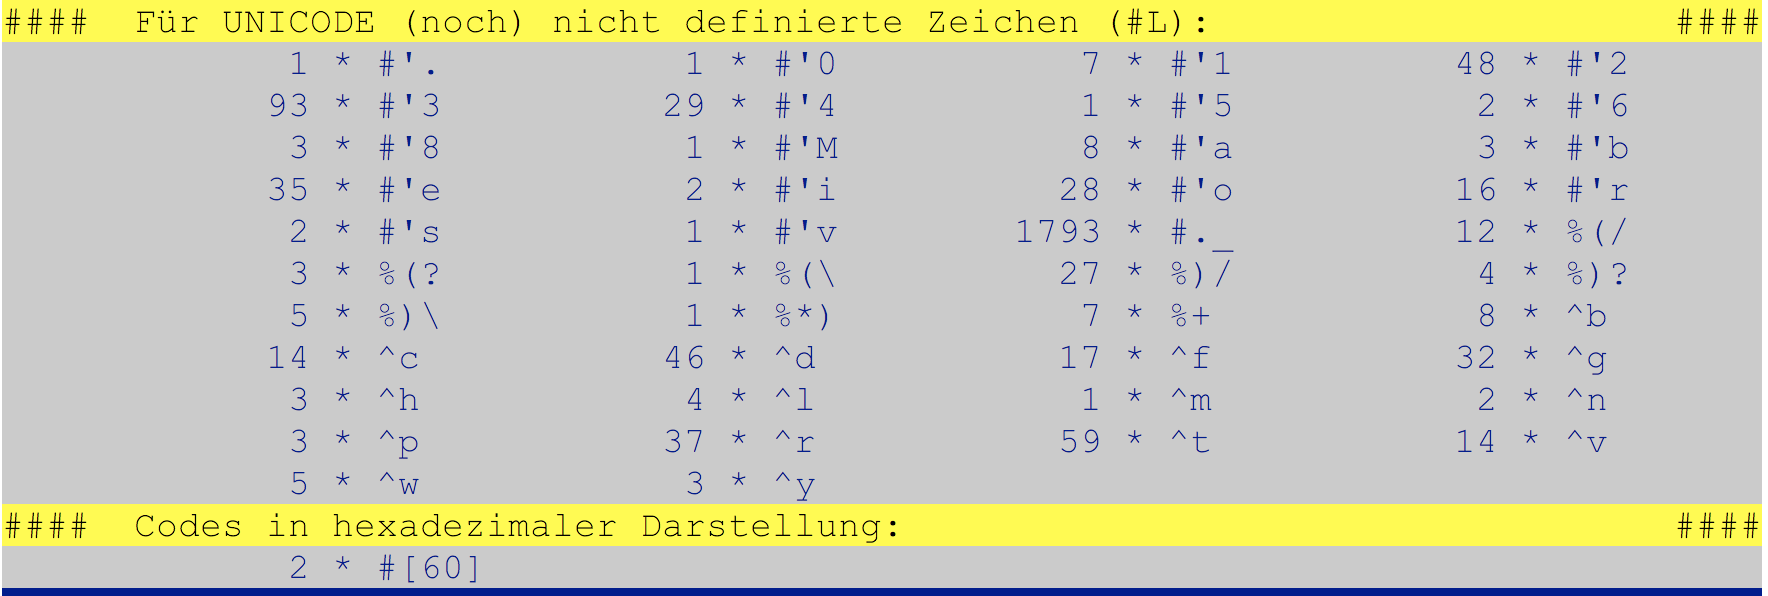 #### Für UNICODE (noch) nicht definierte Zeichen (#L): ####
1 * #'. 1 * #'0 7 * #'1 48 * #'2
93 * #'3 29 * #'4 1 * #'5 2 * #'6
3 * #'8 1 * #'M 8 * #'a 3 * #'b
35 * #'e 2 * #'i 28 * #'o 16 * #'r
2 * #'s 1 * #'v 1793 * #._ 12 * %(/
3 * %(? 1 * %(\ 27 * %)/ 4 * %)?
5 * %)\ 1 * %*) 7 * %+ 8 * ^b
14 * ^c 46 * ^d 17 * ^f 32 * ^g
3 * ^h 4 * ^l 1 * ^m 2 * ^n
3 * ^p 37 * ^r 59 * ^t 14 * ^v
5 * ^w 3 * ^y
#### Codes in hexadezimaler Darstellung: ####
2 * #[60]